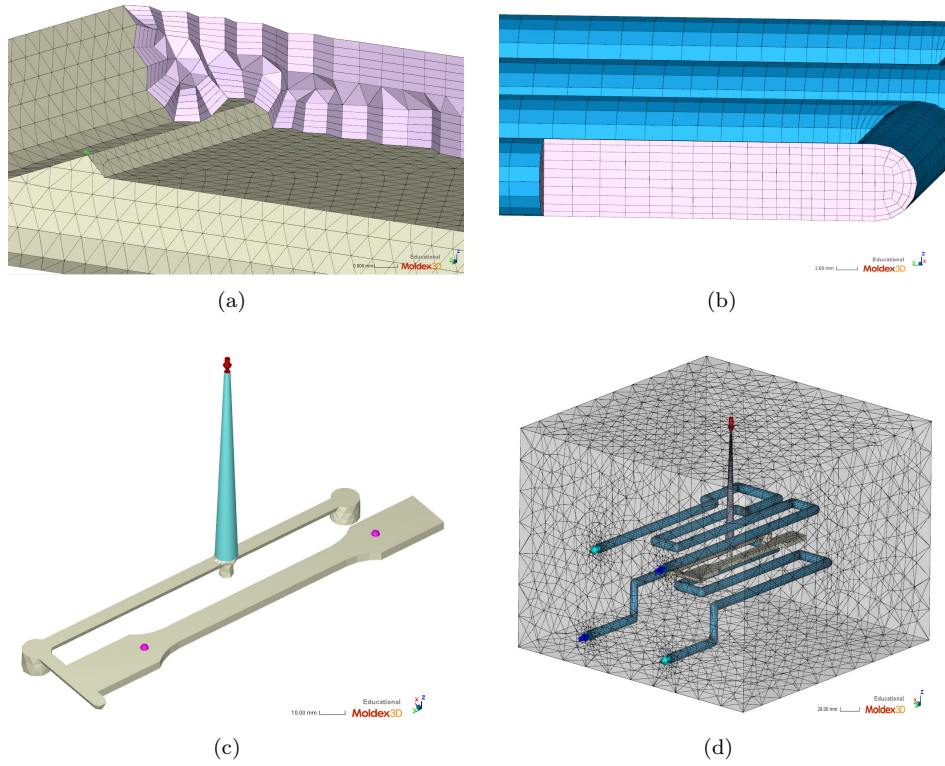 Educational
0.800 mm
Moldex3D
Z
(a)
Educational
2.00 mm
Moldex3D
Z
Y
X
(b)
Educational
10.00 mm
Moldex3D
X
Z
Y
(c)
Educational
20.00 mm
Moldex3D
Z
(d)